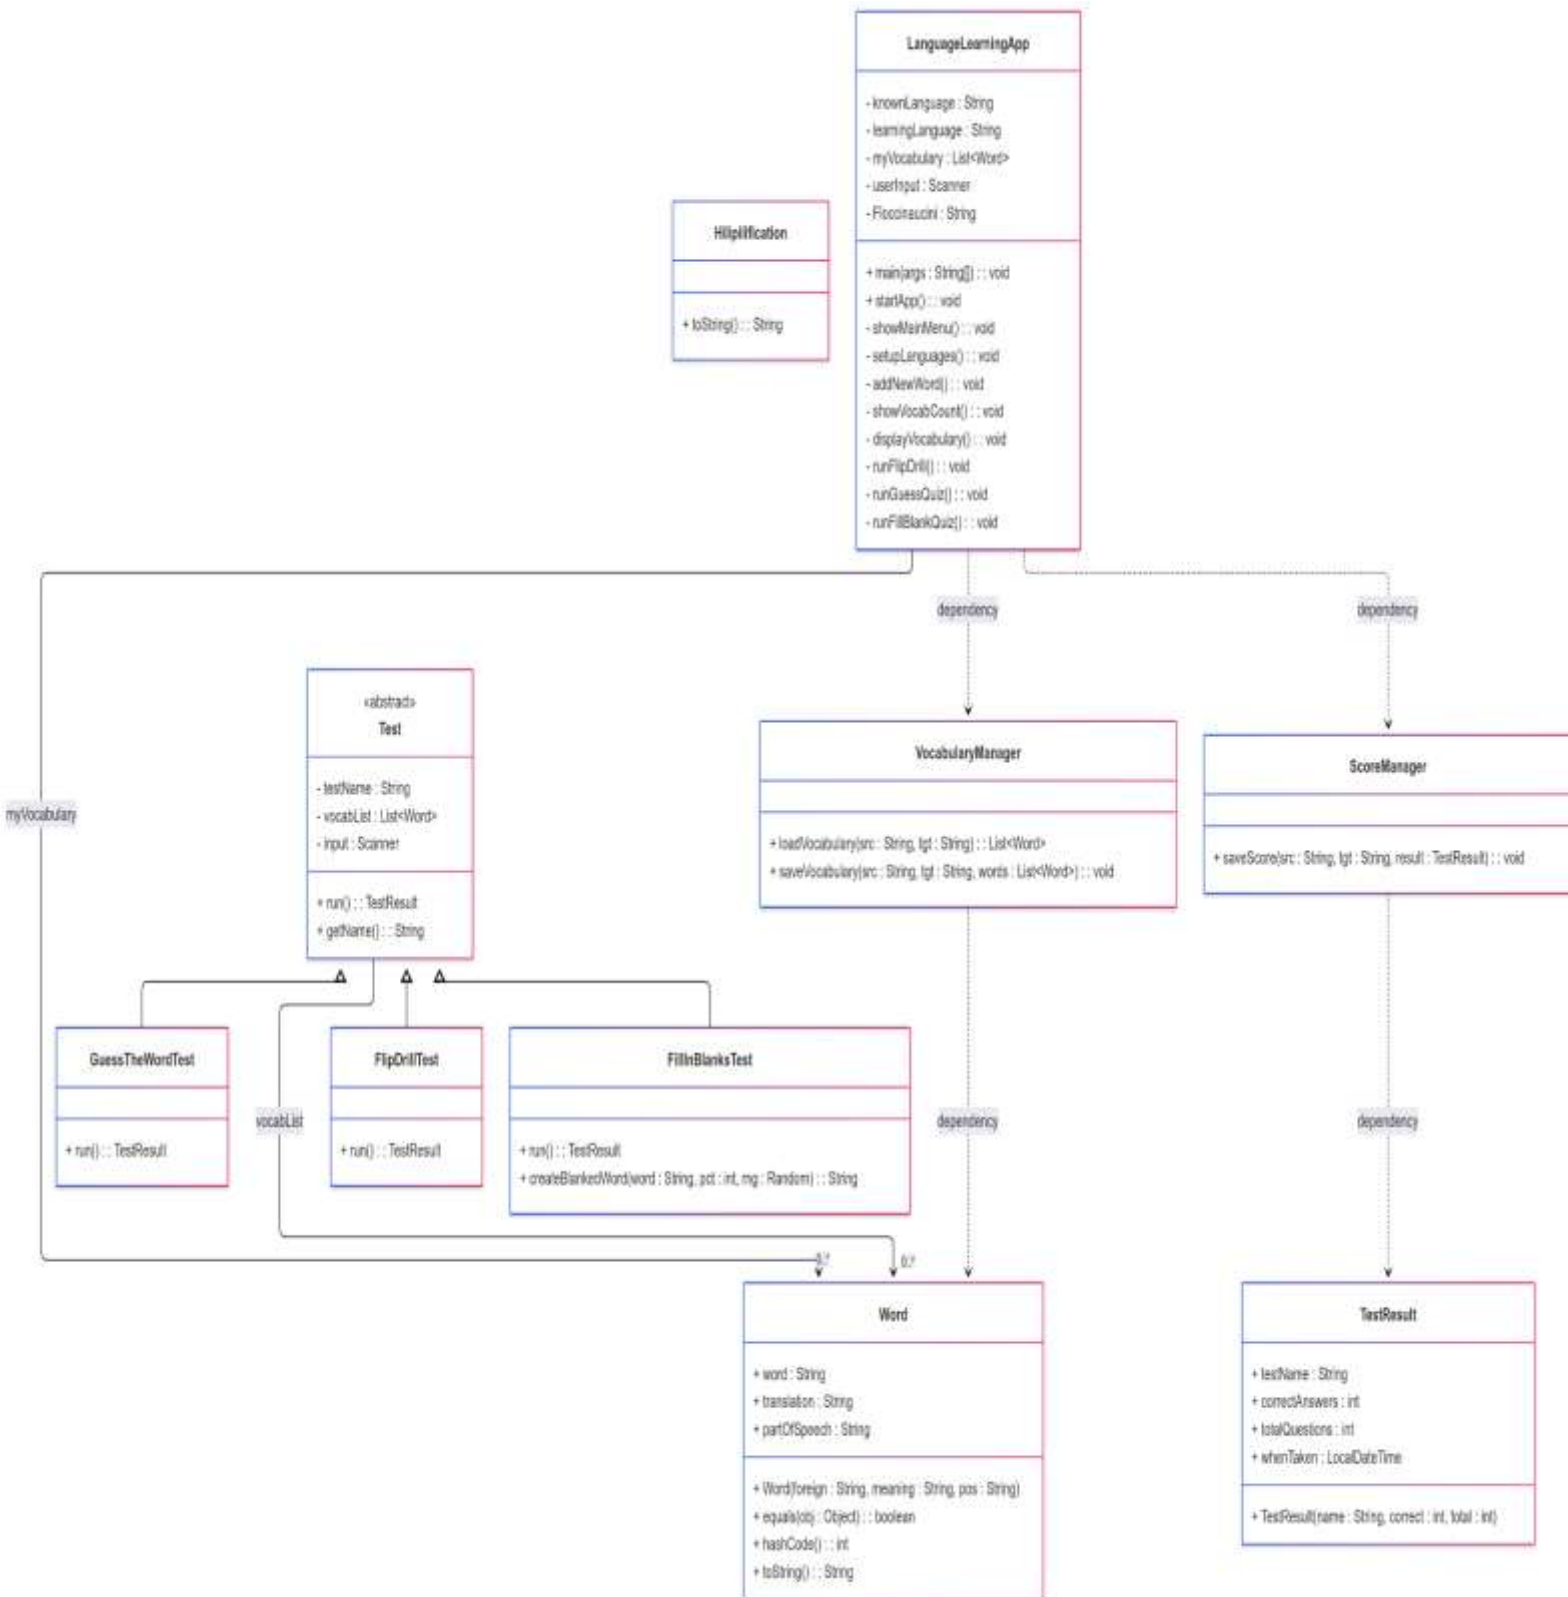 LanguageLearningApp
- knownLanguage : String
- learningLanguage : String
- myVocabulary : List<Word>
- userInput : Scanner
- Floccinaucini : String
+ main(args : String[]) : : void
+ startApp() : : void
- showMainMenu() : : void
- setupLanguages() : : void
- addNewWord() : : void
- showVocabCount() : : void
- displayVocabulary() : : void
- runFlipDrill() : : void
- runGuessQuiz() : : void
- runFillBlankQuiz() : : void
Hilipilification
+ toString() : : String
dependency
dependency
myVocabulary
«abstract»
Test
- testName : String
- vocabList : List<Word>
- input : Scanner
+ run() : : TestResult
+ getName() : : String
VocabularyManager
+ loadVocabulary(src : String, tgt : String) : : List<Word>
+ saveVocabulary(src : String, tgt : String, words : List<Word>) : : void
ScoreManager
+ saveScore(src : String, tgt : String, result : TestResult) : : void
GuessTheWordTest
+ run() : : TestResult
vocabList
FlipDrillTest
+ run() : : TestResult
FillInBlanksTest
+ run() : : TestResult
+ createBlankedWord(word : String, pct : int, rng : Random) : : String
dependency
dependency
0..*
0..*
Word
+ word : String
+ translation : String
+ partOfSpeech : String
+ Word(foreign : String, meaning : String, pos : String)
+ equals(obj : Object) : : boolean
+ hashCode() : : int
+ toString() : : String
TestResult
+ testName : String
+ correctAnswers : int
+ totalQuestions : int
+ whenTaken : LocalDateTime
+ TestResult(name : String, correct : int, total : int)